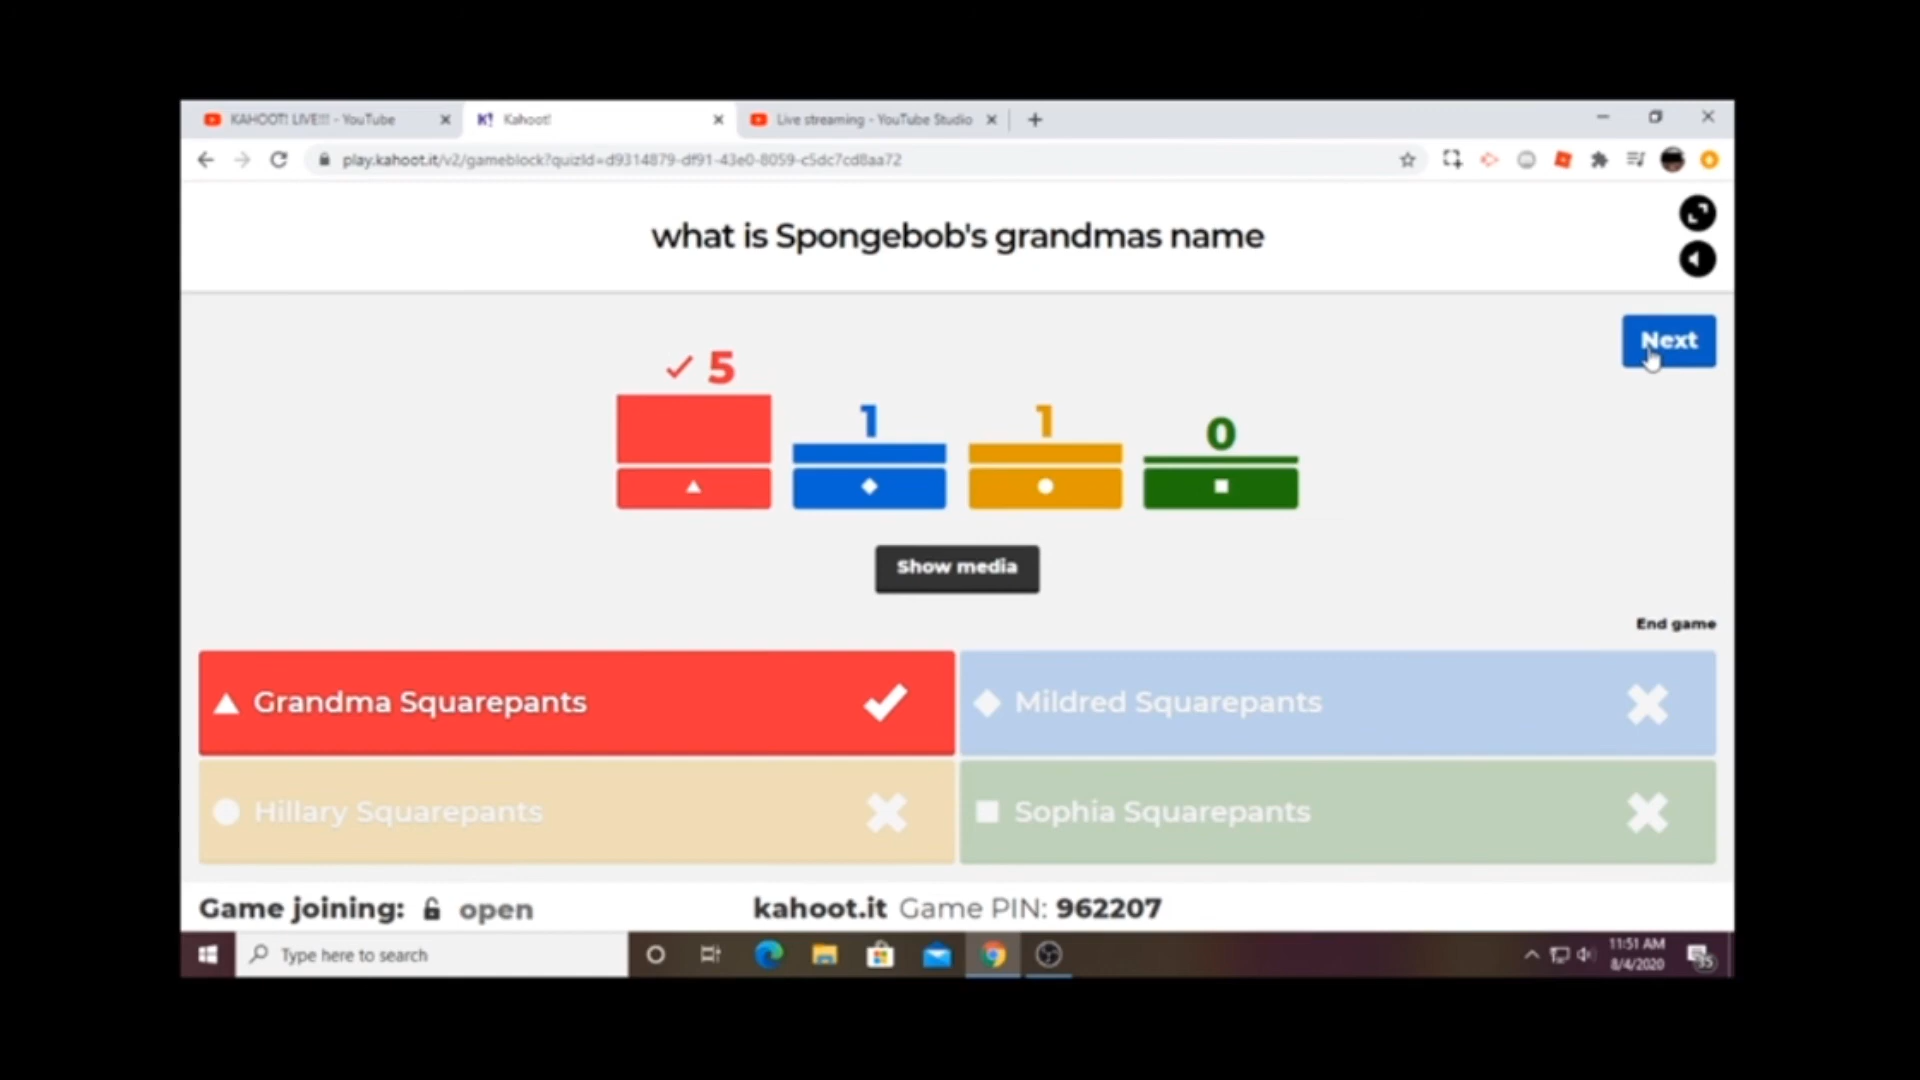 KAHOOT! LIVE!!! - YouTube
K! Kahoot!
Live streaming - YouTube Studio
play.kahoot.it/v2/gameblock?quizId=d9314879-df91-43e0-8059-c5dc7cd8aa72
what is Spongebob's grandmas name
Next
5
1
1
0
Show media
End game
Grandma Squarepants
Mildred Squarepants
Hillary Squarepants
Sophia Squarepants
Game joining: open
kahoot.it Game PIN: 962207
Type here to search
11:51 AM
8/4/2020
35